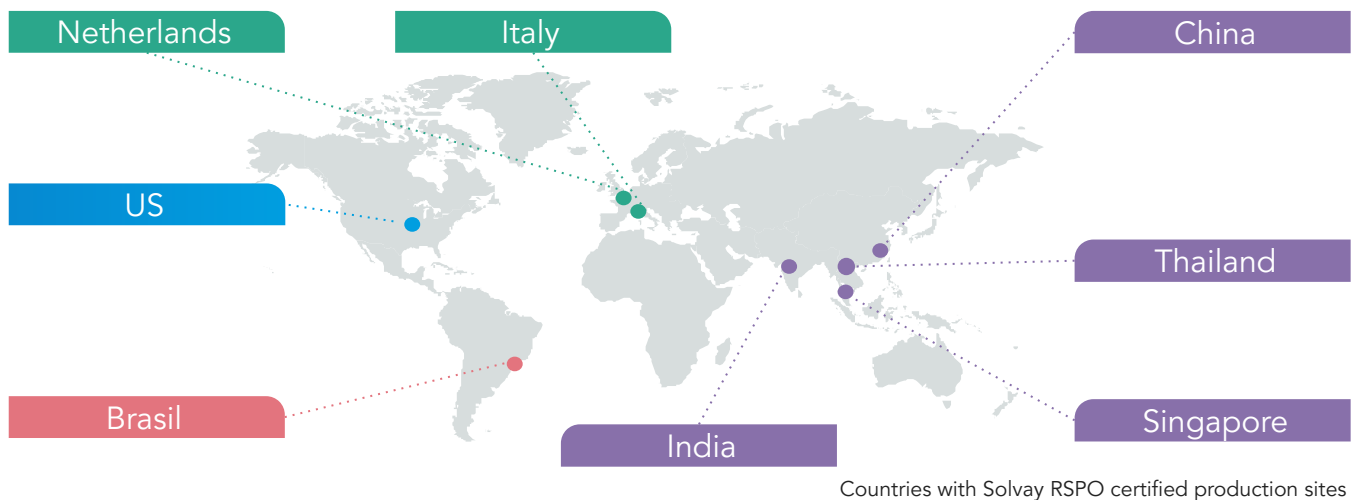 Netherlands
Italy
China
US
Thailand
Brasil
Singapore
India
Countries with Solvay RSPO certified production sites